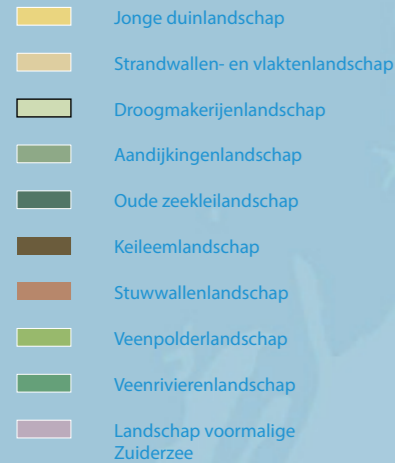 Jonge duinlandschap
Strandwallen- en vlaktenlandschap
Droogmakerijenlandschap
Aandijkingenlandschap
Oude zeekleilandschap
Keileemlandschap
Stuwwallenlandschap
Veenpolderlandschap
Veenrivierenlandschap
Landschap voormalige
Zuiderzee